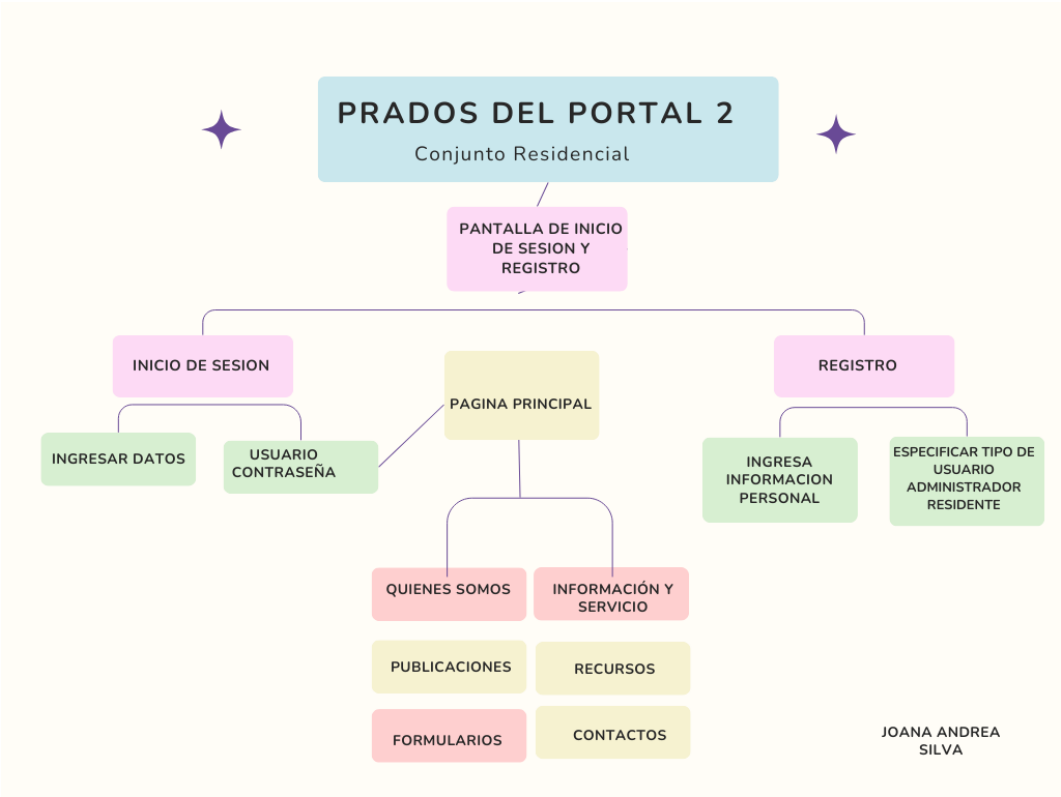 PRADOS DEL PORTAL 2
Conjunto Residencial
PANTALLA DE INICIO
DE SESION Y
REGISTRO
INICIO DE SESION
REGISTRO
PAGINA PRINCIPAL
INGRESAR DATOS
USUARIO
CONTRASEÑA
INGRESA
INFORMACION
PERSONAL
ESPECIFICAR TIPO DE
USUARIO
ADMINISTRADOR
RESIDENTE
QUIENES SOMOS
INFORMACIÓN Y
SERVICIO
PUBLICACIONES
RECURSOS
FORMULARIOS
CONTACTOS
JOANA ANDREA
SILVA